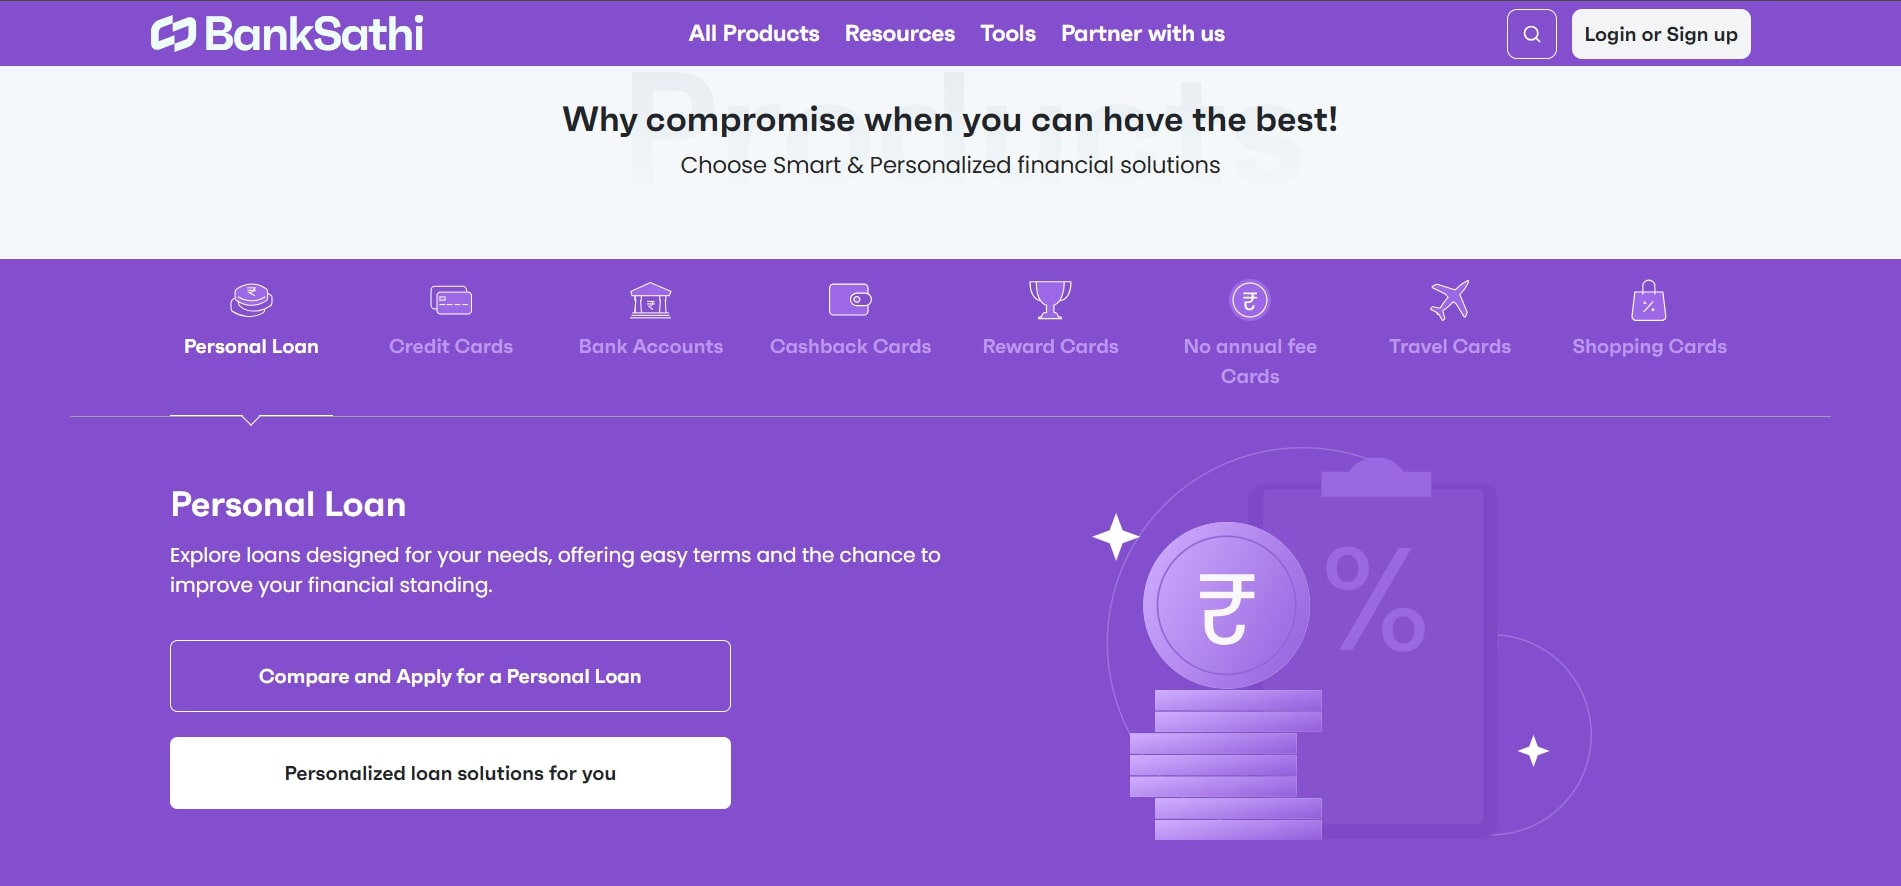 BankSathi
All Products Resources Tools Partner with us
Login or Sign up
Products
Why compromise when you can have the best!
Choose Smart & Personalized financial solutions
Personal Loan
Credit Cards
Bank Accounts
Cashback Cards
Reward Cards
No annual fee
Cards
Travel Cards
Shopping Cards
Personal Loan
Explore loans designed for your needs, offering easy terms and the chance to
improve your financial standing.
Compare and Apply for a Personal Loan
Personalized loan solutions for you
₹
%